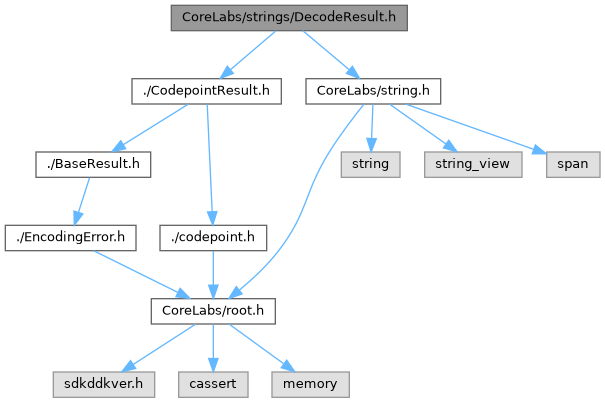 CoreLabs/strings/DecodeResult.h
./CodepointResult.h
CoreLabs/string.h
./BaseResult.h
string
string_view
span
./EncodingError.h
./codepoint.h
CoreLabs/root.h
sdkddkver.h
cassert
memory